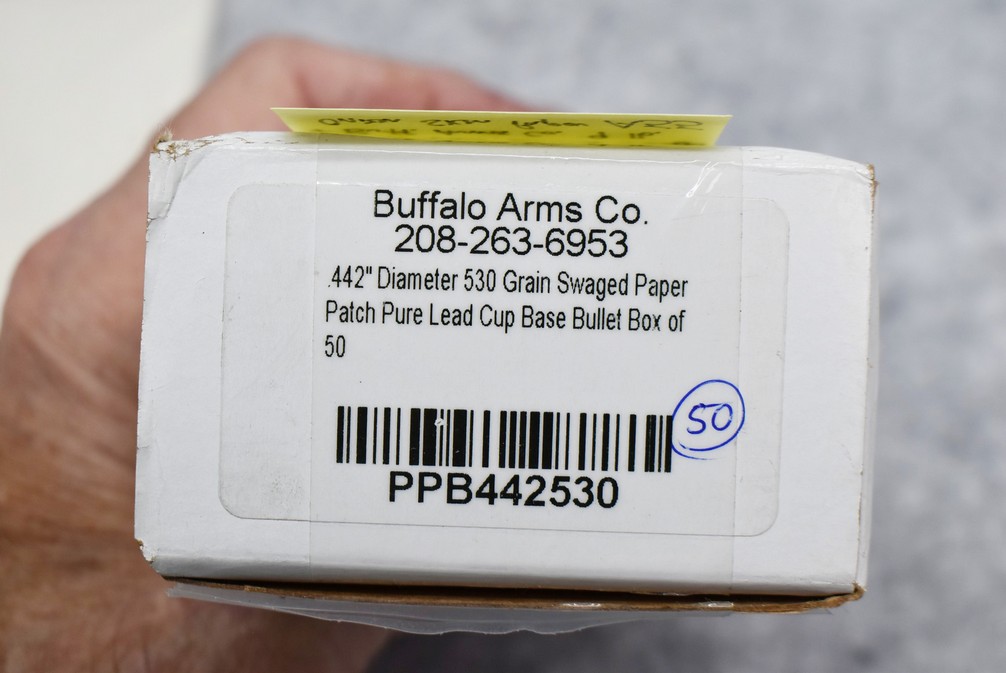 Buffalo Arms Co.
208-263-6953
.442" Diameter 530 Grain Swaged Paper
Patch Pure Lead Cup Base Bullet Box of
50
50
PPB442530